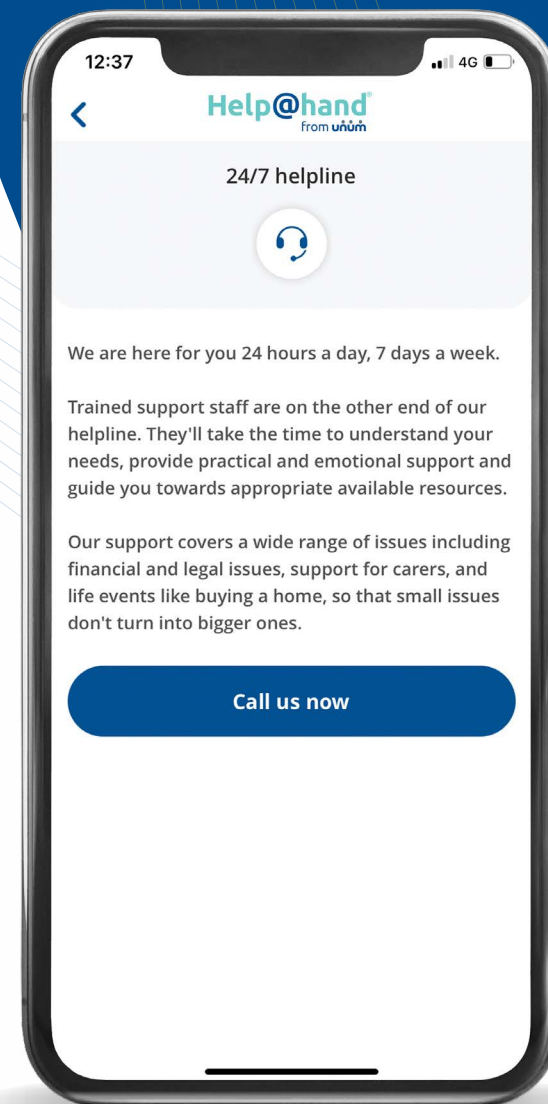 12:37
4G
Help@hand®
from unum
24/7 helpline
We are here for you 24 hours a day, 7 days a week.
Trained support staff are on the other end of our
helpline. They'll take the time to understand your
needs, provide practical and emotional support and
guide you towards appropriate available resources.
Our support covers a wide range of issues including
financial and legal issues, support for carers, and
life events like buying a home, so that small issues
don't turn into bigger ones.
Call us now